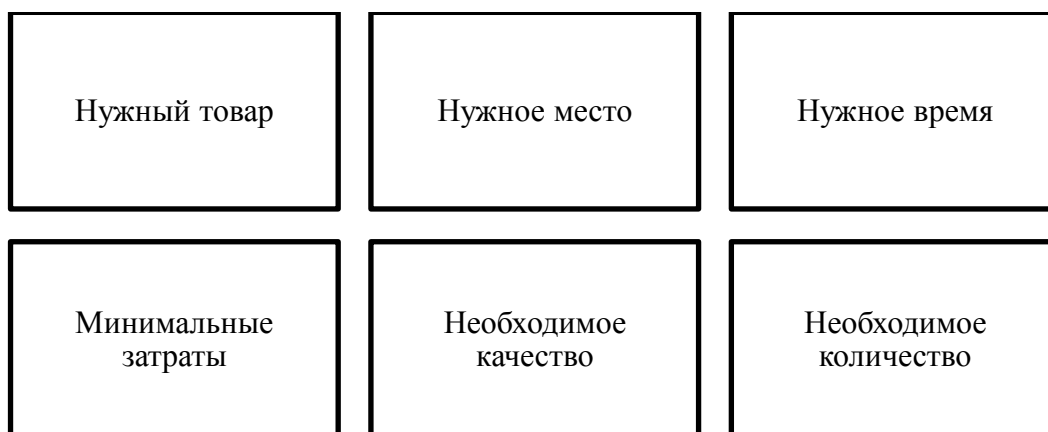 Нужный товар
Нужное место
Нужное время
Минимальные
затраты
Необходимое
качество
Необходимое
количество